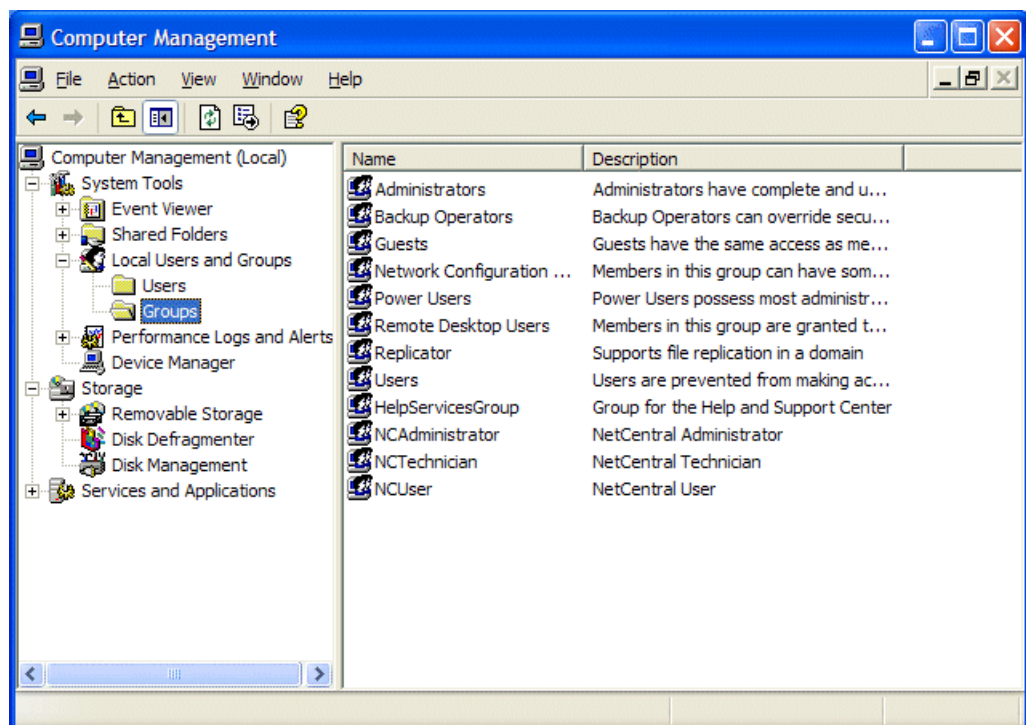 Computer Management
File Action View Window Help
Computer Management (Local)
System Tools
Event Viewer
Shared Folders
Local Users and Groups
Users
Groups
Performance Logs and Alerts
Device Manager
Storage
Removable Storage
Disk Defragmenter
Disk Management
Services and Applications
Name Description
Administrators Administrators have complete and u...
Backup Operators Backup Operators can override secu...
Guests Guests have the same access as me...
Network Configuration ... Members in this group can have som...
Power Users Power Users possess most administr...
Remote Desktop Users Members in this group are granted t...
Replicator Supports file replication in a domain
Users Users are prevented from making ac...
HelpServicesGroup Group for the Help and Support Center
NCAdministrator NetCentral Administrator
NCTechnician NetCentral Technician
NCUser NetCentral User